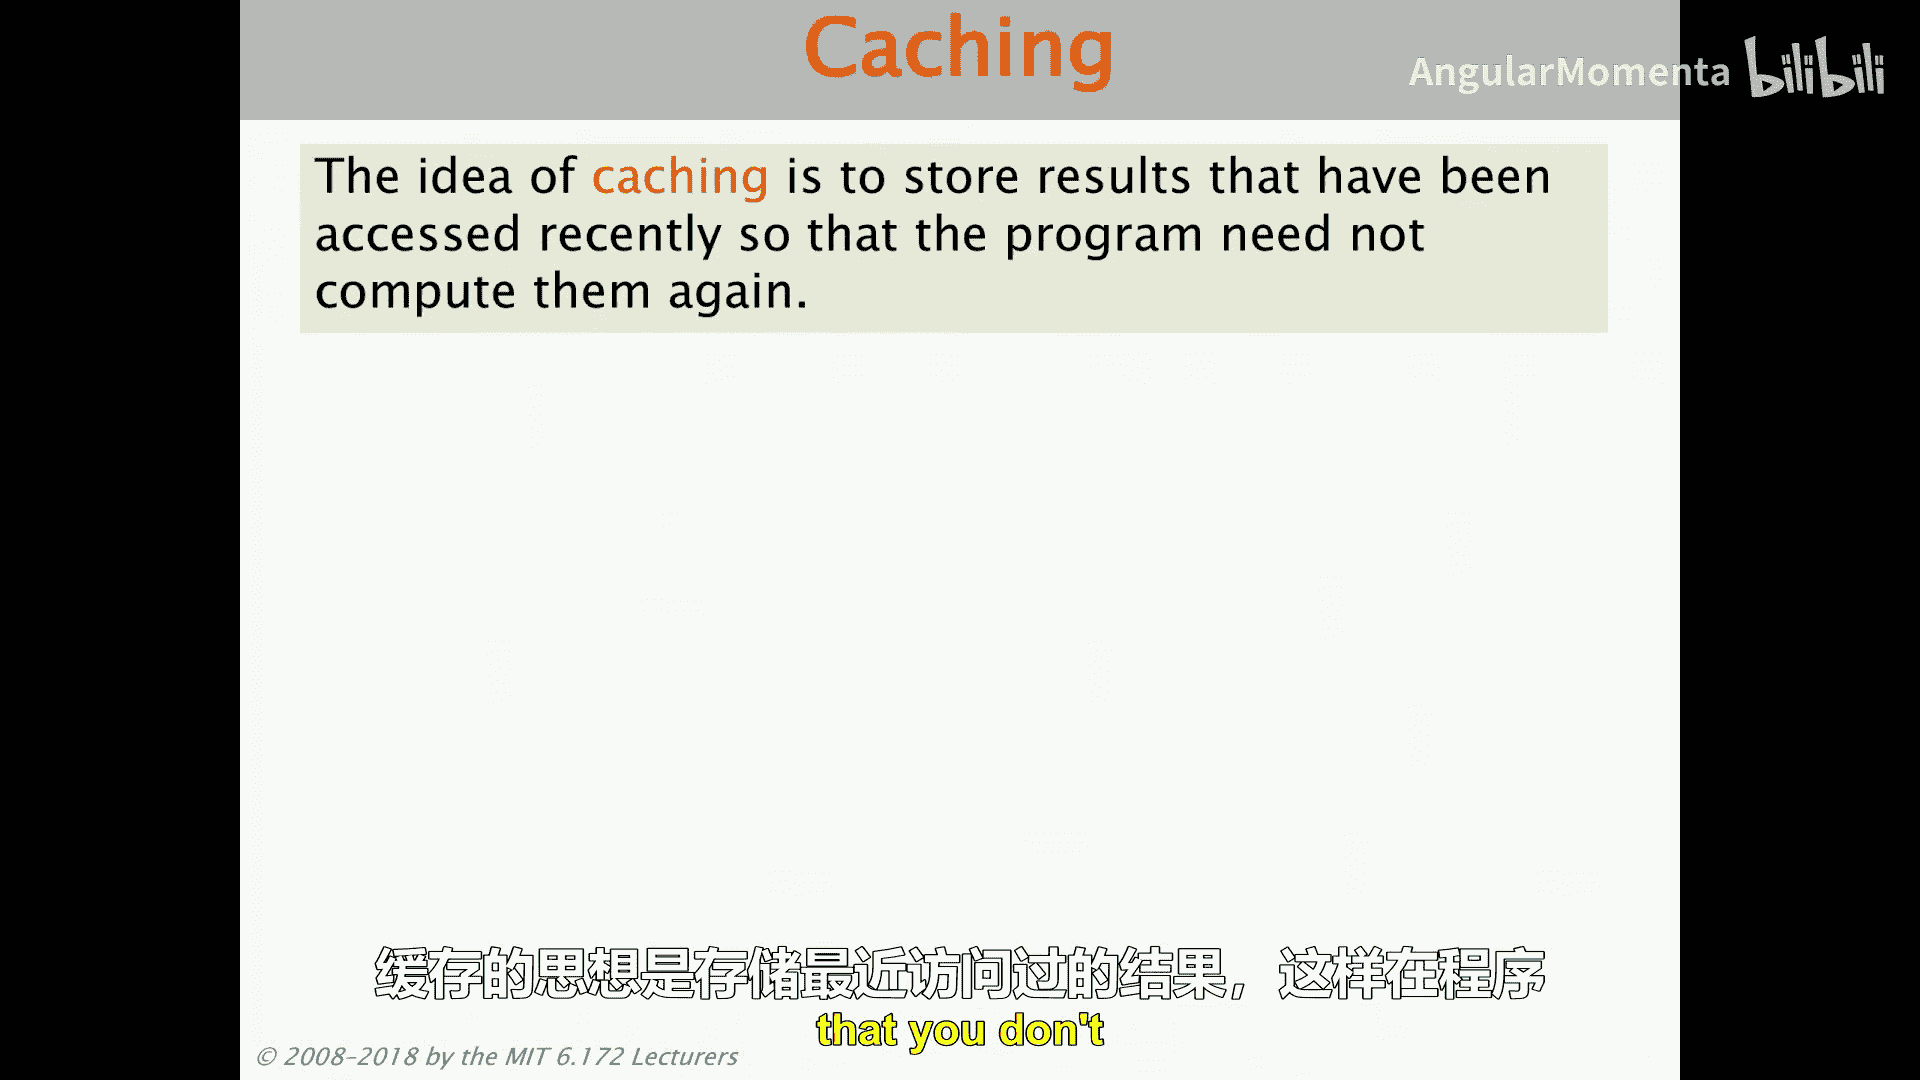 Caching
AngularMomenta bilibili
The idea of caching is to store results that have been
accessed recently so that the program need not
compute them again.
缓存的思想是存储最近访问过的结果，这样在程序
that you don't
© 2008–2018 by the MIT 6.172 Lecturers